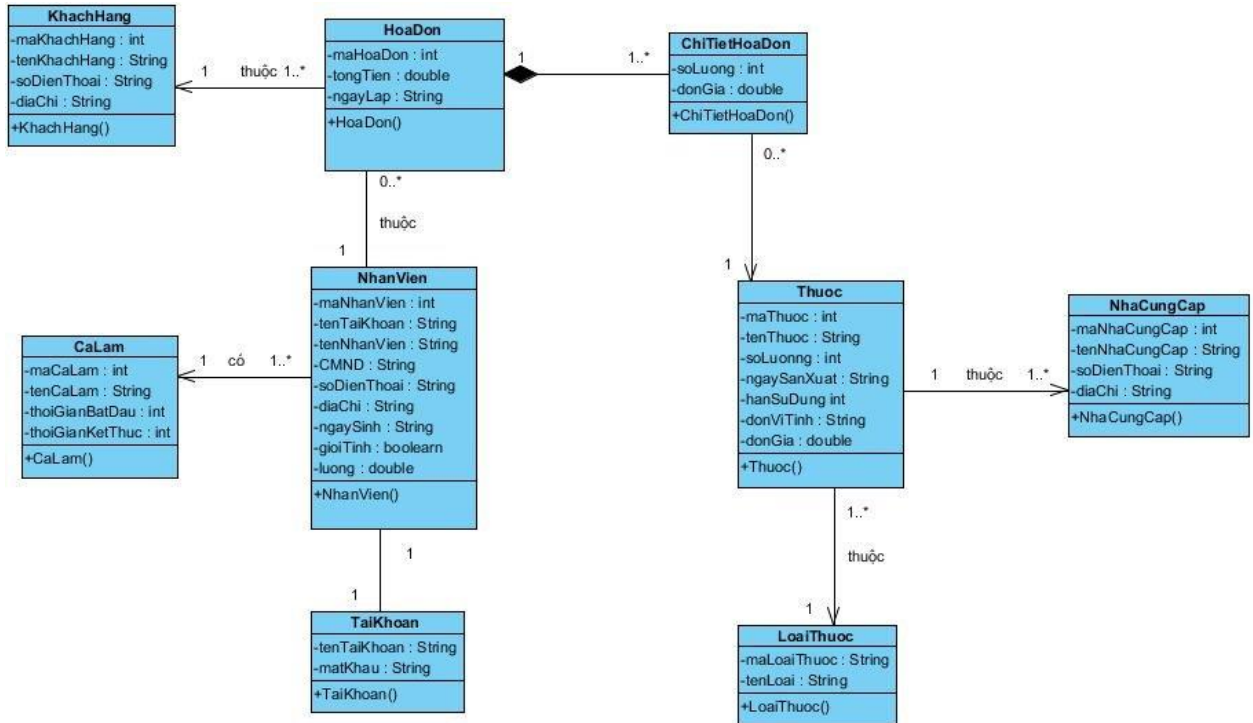 KhachHang
-maKhachHang : int
-tenKhachHang : String
-soDienThoai : String
-diaChi : String
+KhachHang()
1 thuộc 1..*
HoaDon
-maHoaDon : int
-tongTien : double
-ngayLap : String
+HoaDon()
1
1..*
ChiTietHoaDon
-soLuong : int
-donGia : double
+ChiTietHoaDon()
0..*
thuộc
1
0..*
1
NhanVien
-maNhanVien : int
-tenTaiKhoan : String
-tenNhanVien : String
-CMND : String
-soDienThoai : String
-diaChi : String
-ngaySinh : String
-gioiTinh : boolearn
-luong : double
+NhanVien()
CaLam
-maCaLam : int
-tenCaLam : String
-thoiGianBatDau : int
-thoiGianKetThuc : int
+CaLam()
1 có 1..*
Thuoc
-maThuoc : int
-tenThuoc : String
-soLuonng : int
-ngaySanXuat : String
-hanSuDung int
-donViTinh : String
-donGia : double
+Thuoc()
1 thuộc 1..*
NhaCungCap
-maNhaCungCap : int
-tenNhaCungCap : String
-soDienThoai : String
-diaChi : String
+NhaCungCap()
1
1
TaiKhoan
-tenTaiKhoan : String
-matKhau : String
+TaiKhoan()
1..*
thuộc
1
LoaiThuoc
-maLoaiThuoc : String
-tenLoai : String
+LoaiThuoc()